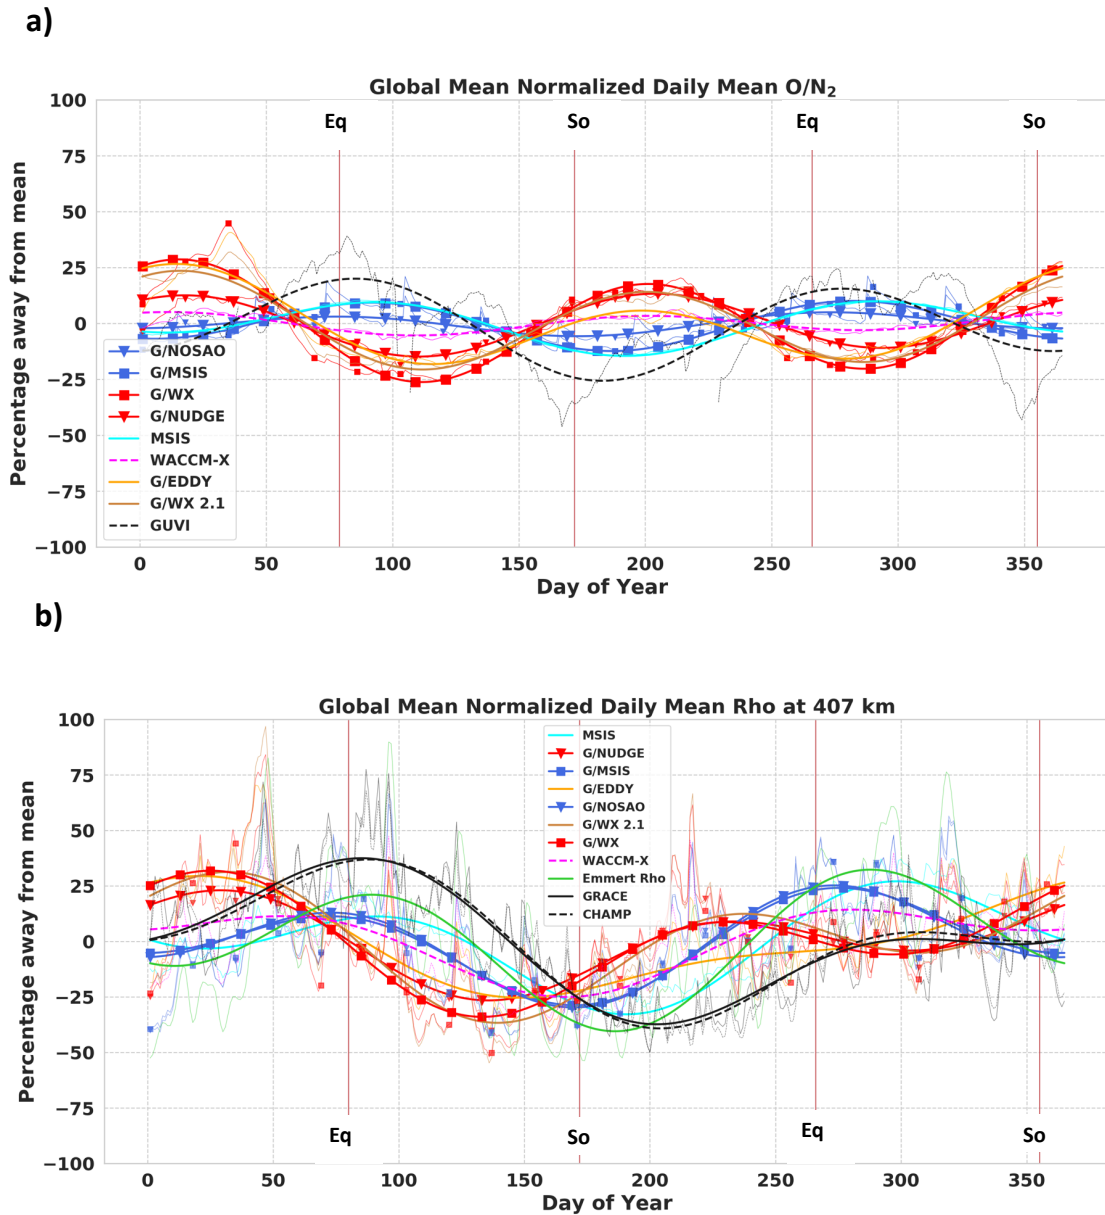 a)
Global Mean Normalized Daily Mean O/N₂
Percentage away from mean
100
75
50
25
0
−25
−50
−75
−100
Eq
So
Eq
So
G/NOSAO
G/MSIS
G/WX
G/NUDGE
MSIS
WACCM-X
G/EDDY
G/WX 2.1
GUVI
0 50 100 150 200 250 300 350
Day of Year
b)
Global Mean Normalized Daily Mean Rho at 407 km
Percentage away from mean
100
75
50
25
0
−25
−50
−75
−100
MSIS
G/NUDGE
G/MSIS
G/EDDY
G/NOSAO
G/WX 2.1
G/WX
WACCM-X
Emmert Rho
GRACE
CHAMP
Eq
So
Eq
So
0 50 100 150 200 250 300 350
Day of Year